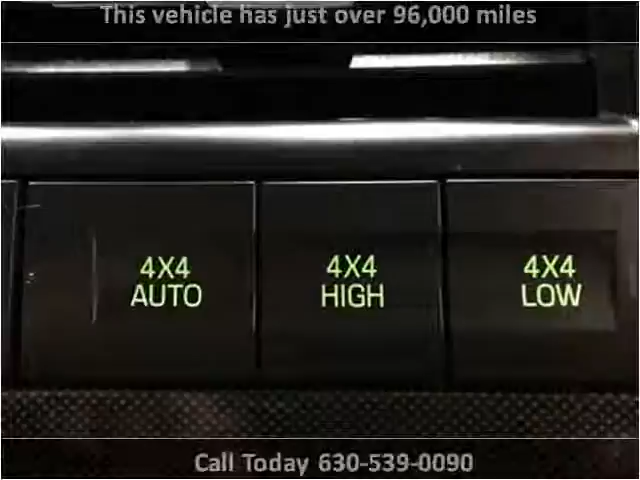 This vehicle has just over 96,000 miles
4X4 4X4 4X4
AUTO HIGH LOW
Call Today 630-539-0090